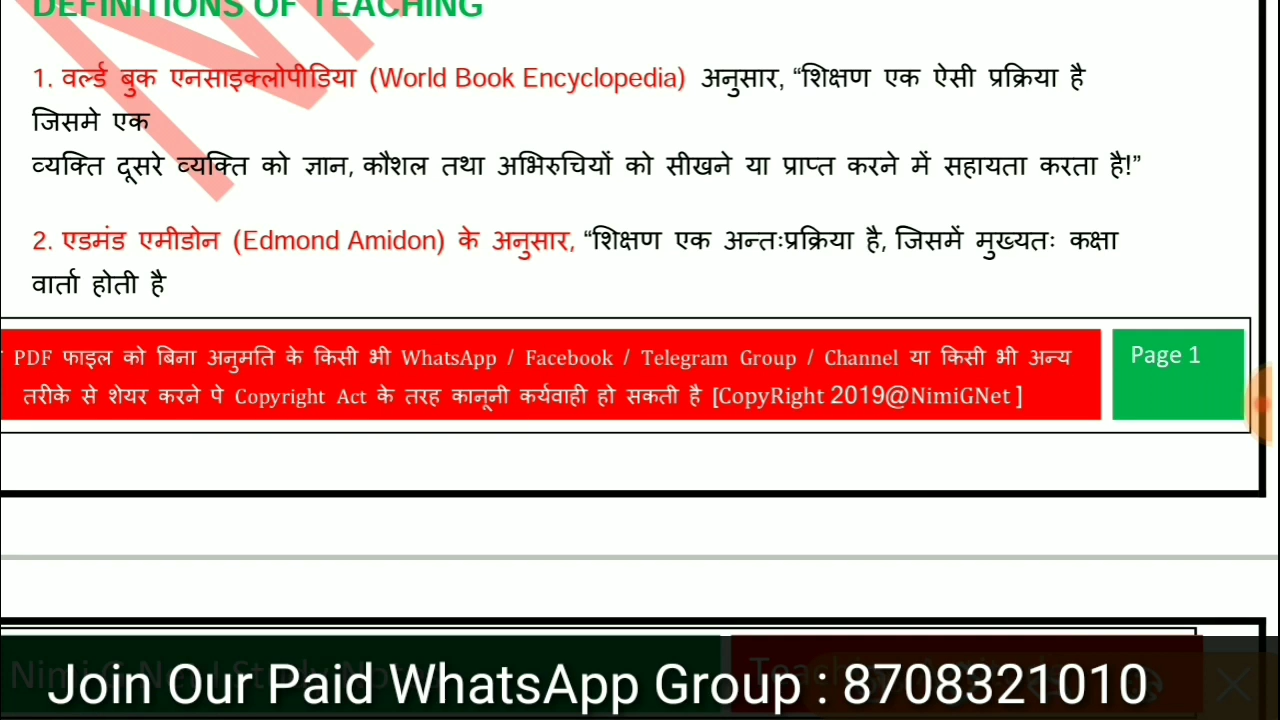 DEFINITIONS OF TEACHING
1. वर्ल्ड बुक एनसाइक्लोपीडिया (World Book Encyclopedia) अनुसार, “शिक्षण एक ऐसी प्रक्रिया है
जिसमे एक
व्यक्ति दूसरे व्यक्ति को ज्ञान, कौशल तथा अभिरुचियों को सीखने या प्राप्त करने में सहायता करता है!”
2. एडमंड एमीडोन (Edmond Amidon) के अनुसार, “शिक्षण एक अन्तःप्रक्रिया है, जिसमें मुख्यतः कक्षा
वार्ता होती है
PDF फाइल को बिना अनुमति के किसी भी WhatsApp / Facebook / Telegram Group / Channel या किसी भी अन्य
तरीके से शेयर करने पे Copyright Act के तरह कानूनी कर्यवाही हो सकती है [CopyRight 2019@NimiGNet ]
Page 1
Join Our Paid WhatsApp Group : 8708321010